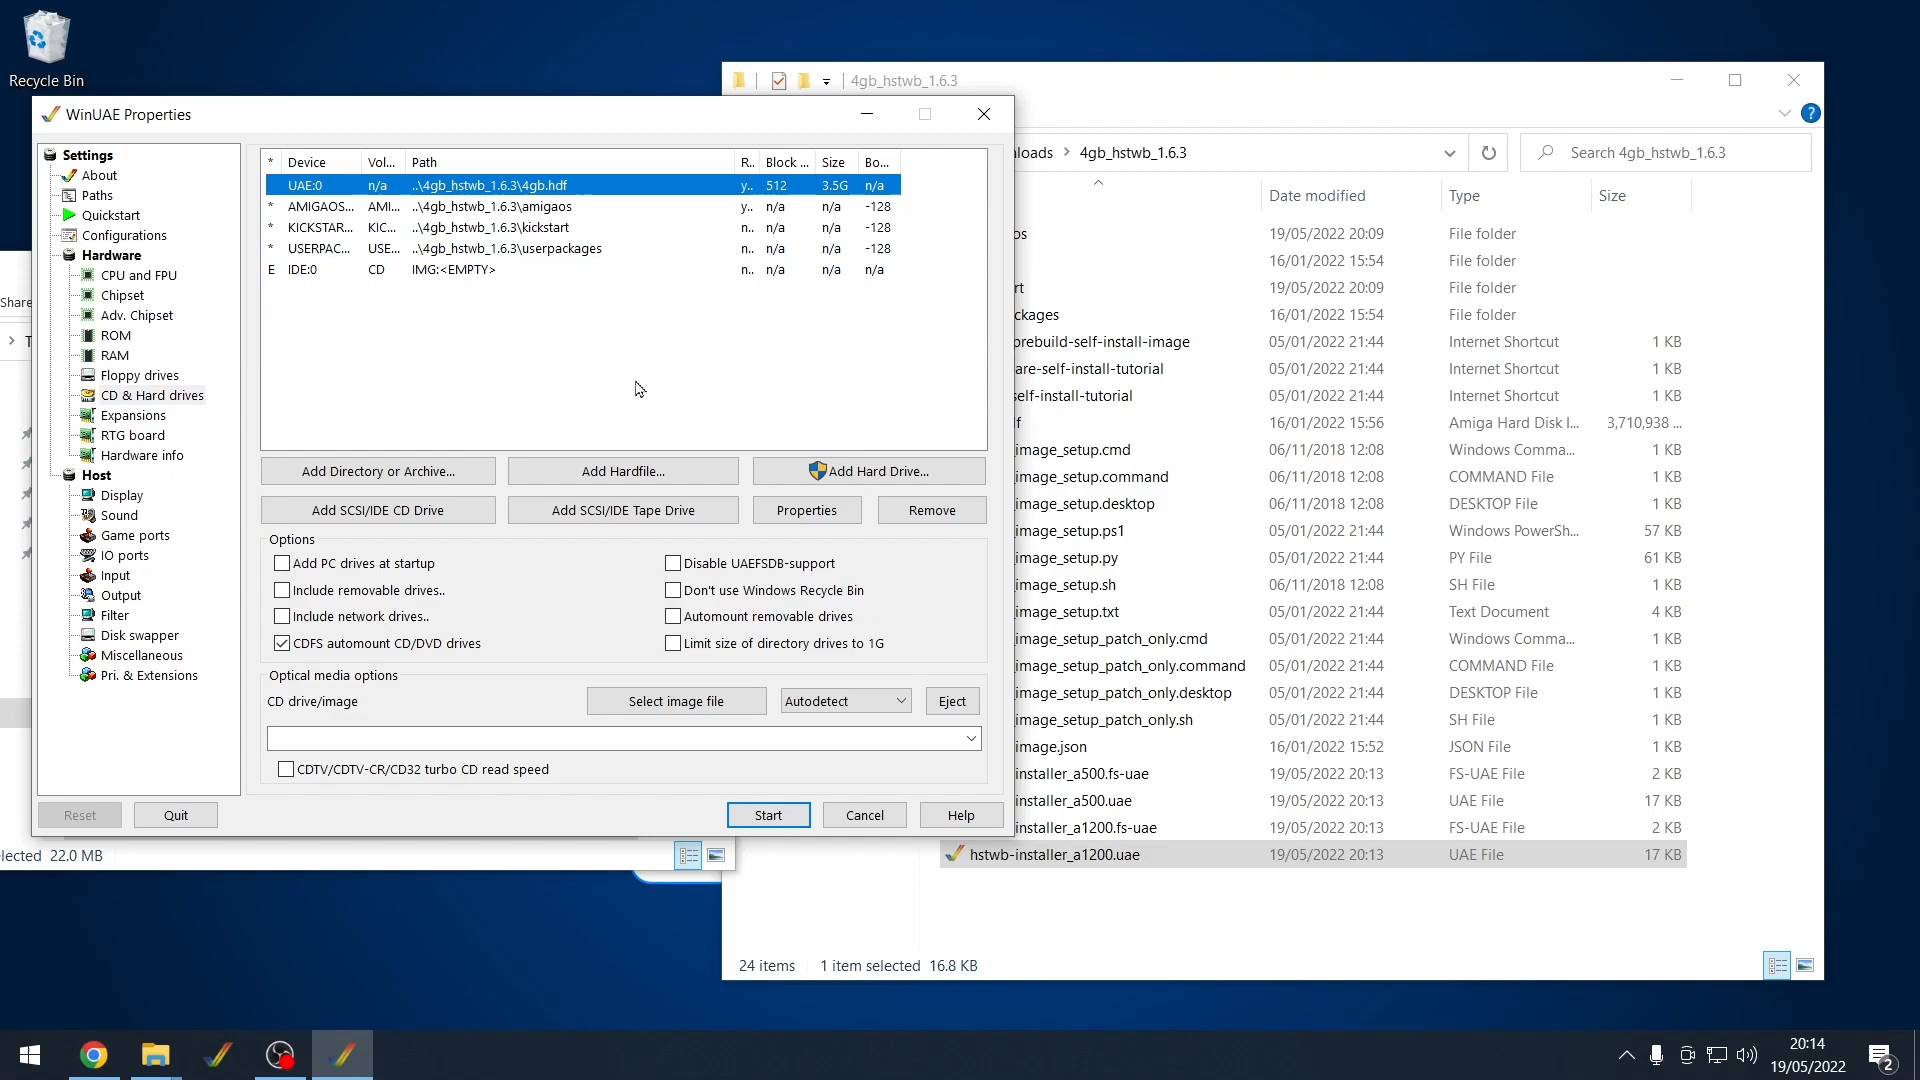 Recycle Bin
4gb_hstwb_1.6.3
WinUAE Properties
?
loads > 4gb_hstwb_1.6.3
Search 4gb_hstwb_1.6.3
Settings
About
Paths
Quickstart
Configurations
Hardware
CPU and FPU
Chipset
Adv. Chipset
ROM
RAM
Floppy drives
CD & Hard drives
Expansions
RTG board
Hardware info
Host
Display
Sound
Game ports
IO ports
Input
Output
Filter
Disk swapper
Miscellaneous
Pri. & Extensions
* Device Vol... Path R.. Block ... Size Bo...
UAE:0 n/a ..\4gb_hstwb_1.6.3\4gb.hdf y.. 512 3.5G n/a
* AMIGAOS... AMI... ..\4gb_hstwb_1.6.3\amigaos y.. n/a n/a -128
* KICKSTAR... KIC... ..\4gb_hstwb_1.6.3\kickstart n.. n/a n/a -128
* USERPAC... USE... ..\4gb_hstwb_1.6.3\userpackages n.. n/a n/a -128
E IDE:0 CD IMG:<EMPTY> n.. n/a n/a n/a
Add Directory or Archive... Add Hardfile... Add Hard Drive...
Add SCSI/IDE CD Drive Add SCSI/IDE Tape Drive Properties Remove
Options
Add PC drives at startup Disable UAEFSDB-support
Include removable drives.. Don't use Windows Recycle Bin
Include network drives.. Automount removable drives
CDFS automount CD/DVD drives Limit size of directory drives to 1G
Optical media options
CD drive/image Select image file Autodetect Eject
CDTV/CDTV-CR/CD32 turbo CD read speed
Reset Quit Start Cancel Help
Share
> T
lected 22.0 MB
Date modified Type Size
os 19/05/2022 20:09 File folder
16/01/2022 15:54 File folder
rt 19/05/2022 20:09 File folder
ckages 16/01/2022 15:54 File folder
prebuild-self-install-image 05/01/2022 21:44 Internet Shortcut 1 KB
are-self-install-tutorial 05/01/2022 21:44 Internet Shortcut 1 KB
self-install-tutorial 05/01/2022 21:44 Internet Shortcut 1 KB
f 16/01/2022 15:56 Amiga Hard Disk I... 3,710,938 ...
image_setup.cmd 06/11/2018 12:08 Windows Comma... 1 KB
image_setup.command 06/11/2018 12:08 COMMAND File 1 KB
image_setup.desktop 06/11/2018 12:08 DESKTOP File 1 KB
image_setup.ps1 05/01/2022 21:44 Windows PowerSh... 57 KB
image_setup.py 05/01/2022 21:44 PY File 61 KB
image_setup.sh 06/11/2018 12:08 SH File 1 KB
image_setup.txt 05/01/2022 21:44 Text Document 4 KB
image_setup_patch_only.cmd 05/01/2022 21:44 Windows Comma... 1 KB
image_setup_patch_only.command 05/01/2022 21:44 COMMAND File 1 KB
image_setup_patch_only.desktop 05/01/2022 21:44 DESKTOP File 1 KB
image_setup_patch_only.sh 05/01/2022 21:44 SH File 1 KB
image.json 16/01/2022 15:52 JSON File 1 KB
installer_a500.fs-uae 19/05/2022 20:13 FS-UAE File 2 KB
installer_a500.uae 19/05/2022 20:13 UAE File 17 KB
installer_a1200.fs-uae 19/05/2022 20:13 FS-UAE File 2 KB
hstwb-installer_a1200.uae 19/05/2022 20:13 UAE File 17 KB
24 items 1 item selected 16.8 KB
20:14
19/05/2022
2